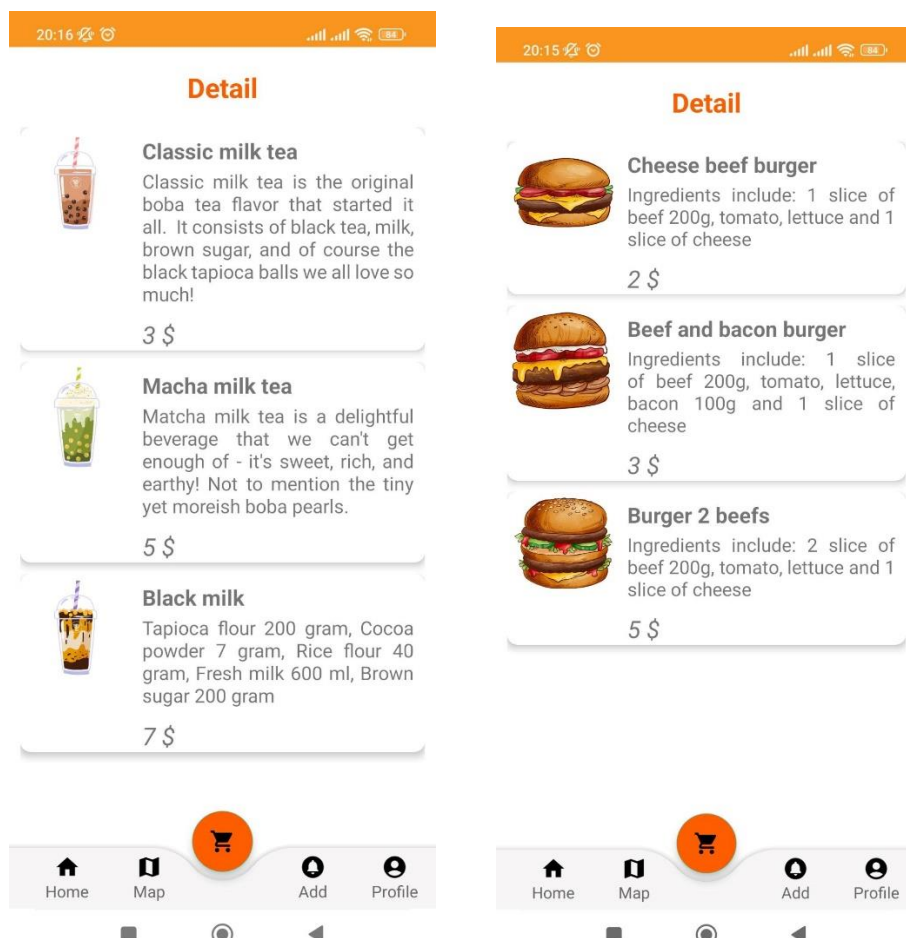 20:16
84
Detail
Classic milk tea
Classic milk tea is the original
boba tea flavor that started it
all. It consists of black tea, milk,
brown sugar, and of course the
black tapioca balls we all love so
much!
3 $
Macha milk tea
Matcha milk tea is a delightful
beverage that we can't get
enough of - it's sweet, rich, and
earthy! Not to mention the tiny
yet moreish boba pearls.
5 $
Black milk
Tapioca flour 200 gram, Cocoa
powder 7 gram, Rice flour 40
gram, Fresh milk 600 ml, Brown
sugar 200 gram
7 $
Home
Map
Add
Profile
20:15
84
Detail
Cheese beef burger
Ingredients include: 1 slice of
beef 200g, tomato, lettuce and 1
slice of cheese
2 $
Beef and bacon burger
Ingredients include: 1 slice
of beef 200g, tomato, lettuce,
bacon 100g and 1 slice of
cheese
3 $
Burger 2 beefs
Ingredients include: 2 slice of
beef 200g, tomato, lettuce and 1
slice of cheese
5 $
Home
Map
Add
Profile